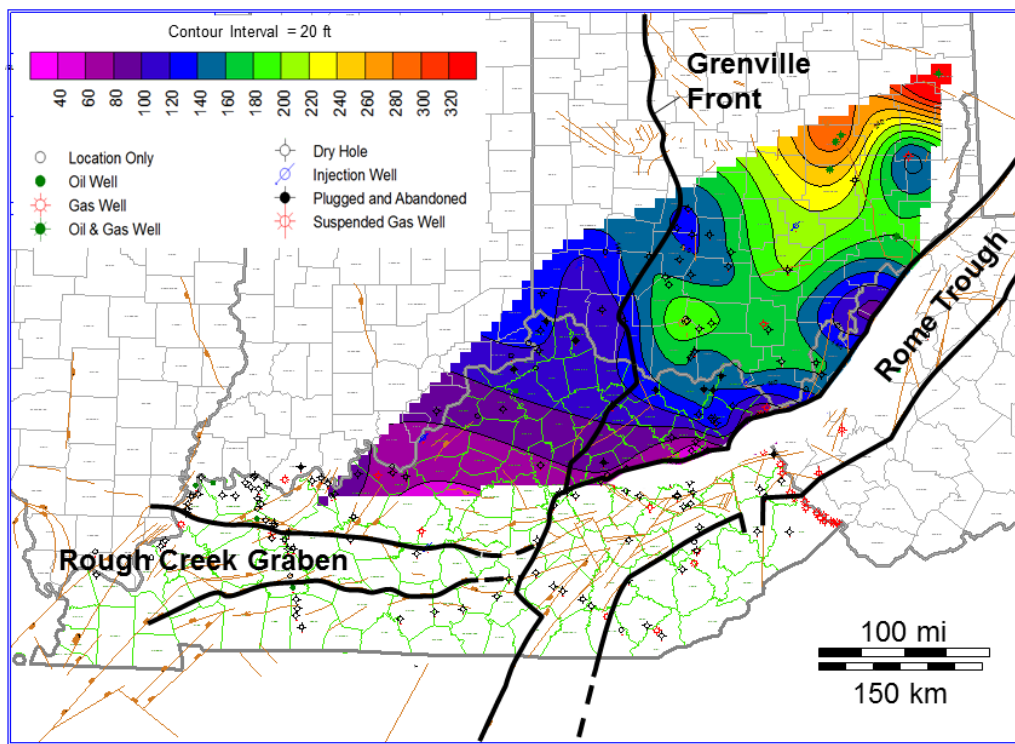 Contour Interval = 20 ft
40
60
80
100
120
140
160
180
200
220
240
260
280
300
320
Location Only
Oil Well
Gas Well
Oil & Gas Well
Dry Hole
Injection Well
Plugged and Abandoned
Suspended Gas Well
Grenville
Front
Rome Trough
Rough Creek Graben
100 mi
150 km